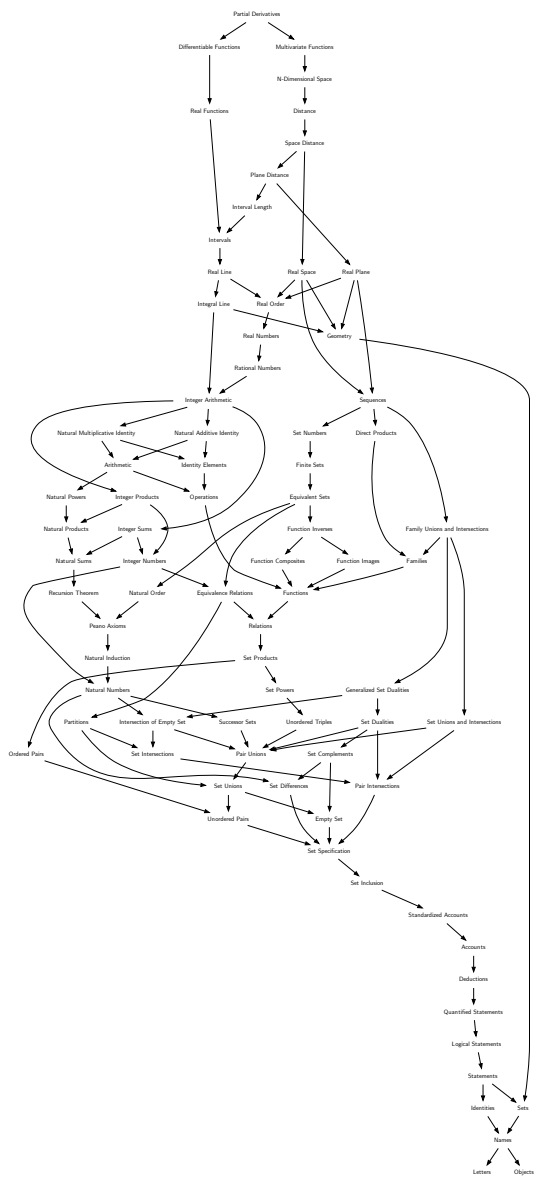 Partial Derivatives
Differentiable Functions Multivariate Functions
N-Dimensional Space
Real Functions Distance
Space Distance
Plane Distance
Interval Length
Intervals
Real Line Real Space Real Plane
Integral Line Real Order
Real Numbers Geometry
Rational Numbers
Integer Arithmetic Sequences
Natural Multiplicative Identity Natural Additive Identity Set Numbers Direct Products
Arithmetic Identity Elements Finite Sets
Natural Powers Integer Products Operations Equivalent Sets
Natural Products Integer Sums Function Inverses Family Unions and Intersections
Natural Sums Integer Numbers Function Composites Function Images Families
Recursion Theorem Natural Order Equivalence Relations Functions
Peano Axioms Relations
Natural Induction Set Products
Natural Numbers Set Powers Generalized Set Dualities
Partitions Intersection of Empty Set Successor Sets Unordered Triples Set Dualities Set Unions and Intersections
Ordered Pairs Set Intersections Pair Unions Set Complements
Set Unions Set Differences Pair Intersections
Unordered Pairs Empty Set
Set Specification
Set Inclusion
Standardized Accounts
Accounts
Deductions
Quantified Statements
Logical Statements
Statements
Identities Sets
Names
Letters Objects